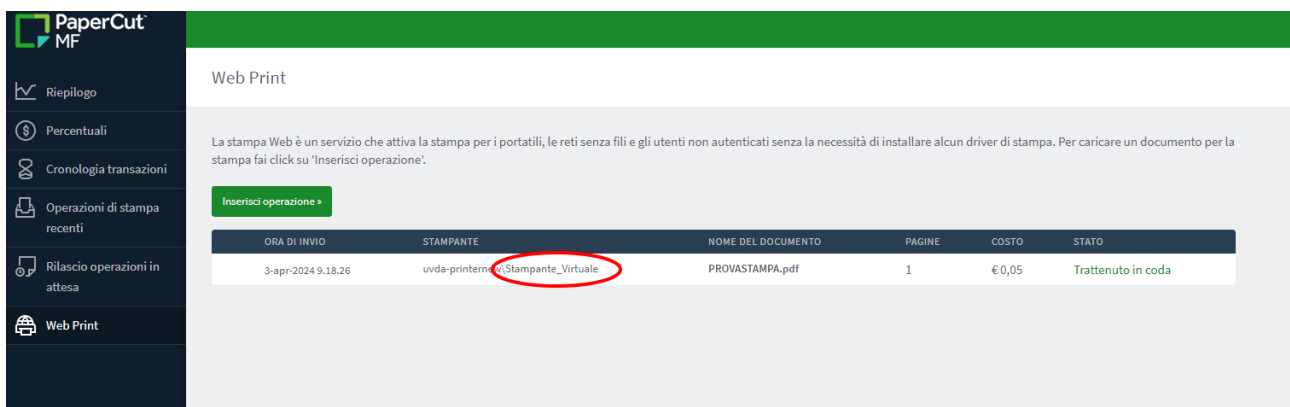 PaperCut
MF
Riepilogo
Percentuali
Cronologia transazioni
Operazioni di stampa
recenti
Rilascio operazioni in
attesa
Web Print
Web Print
La stampa Web è un servizio che attiva la stampa per i portatili, le reti senza fili e gli utenti non autenticati senza la necessità di installare alcun driver di stampa. Per caricare un documento per la
stampa fai click su 'Inserisci operazione'.
Inserisci operazione »
ORA DI INVIO STAMPANTE NOME DEL DOCUMENTO PAGINE COSTO STATO
3-apr-2024 9.18.26 uvda-printernew\Stampante_Virtuale PROVASTAMPA.pdf 1 € 0,05 Trattenuto in coda